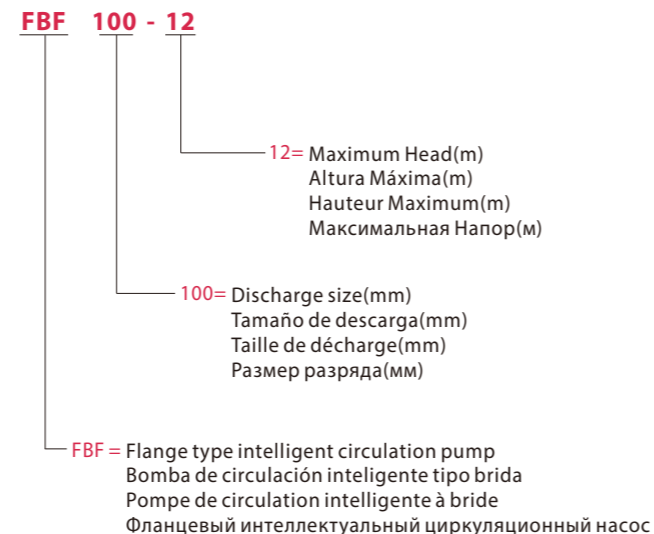 FBF 100 - 12
12= Maximum Head(m)
Altura Máxima(m)
Hauteur Maximum(m)
Максимальная Напор(м)
100= Discharge size(mm)
Tamaño de descarga(mm)
Taille de décharge(mm)
Размер разряда(мм)
FBF = Flange type intelligent circulation pump
Bomba de circulación inteligente tipo brida
Pompe de circulation intelligente à bride
Фланцевый интеллектуальный циркуляционный насос